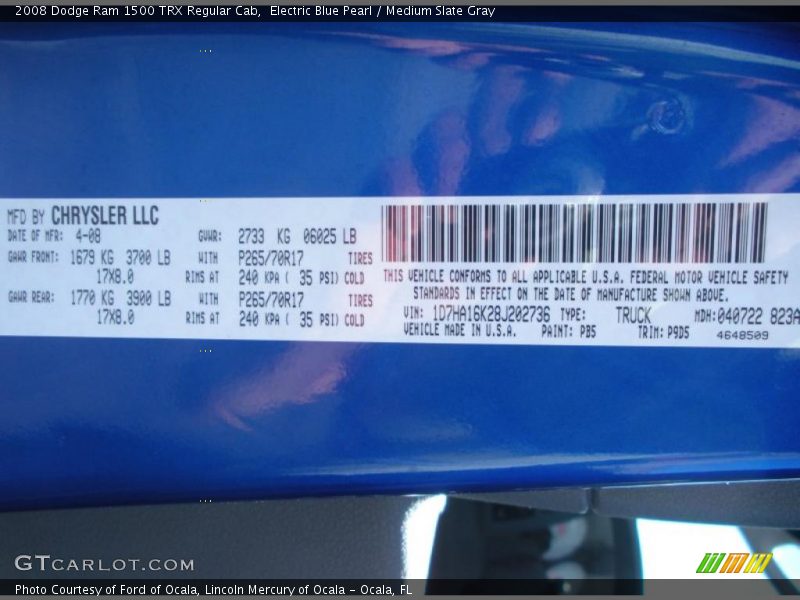 2008 Dodge Ram 1500 TRX Regular Cab,  Electric Blue Pearl / Medium Slate Gray
MFD BY CHRYSLER LLC
DATE OF MFR: 4-08 GVWR: 2733 KG 06025 LB
GAWR FRONT: 1679 KG 3700 LB WITH P265/70R17 TIRES
17X8.0 RIMS AT 240 KPA ( 35 PSI) COLD
GAWR REAR: 1770 KG 3900 LB WITH P265/70R17 TIRES
17X8.0 RIMS AT 240 KPA ( 35 PSI) COLD
THIS VEHICLE CONFORMS TO ALL APPLICABLE U.S.A. FEDERAL MOTOR VEHICLE SAFETY
STANDARDS IN EFFECT ON THE DATE OF MANUFACTURE SHOWN ABOVE.
VIN: 1D7HA16K28J202736 TYPE: TRUCK MDH: 040722 823A
VEHICLE MADE IN U.S.A. PAINT: PB5 TRIM: P9D5 4648509
GTCARLOT.COM
Photo Courtesy of Ford of Ocala, Lincoln Mercury of Ocala - Ocala, FL